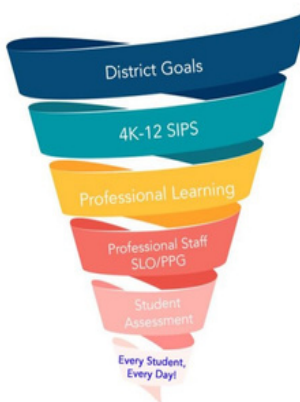 District Goals
4K-12 SIPS
Professional Learning
Professional Staff
SLO/PPG
Student
Assessment
Every Student,
Every Day!